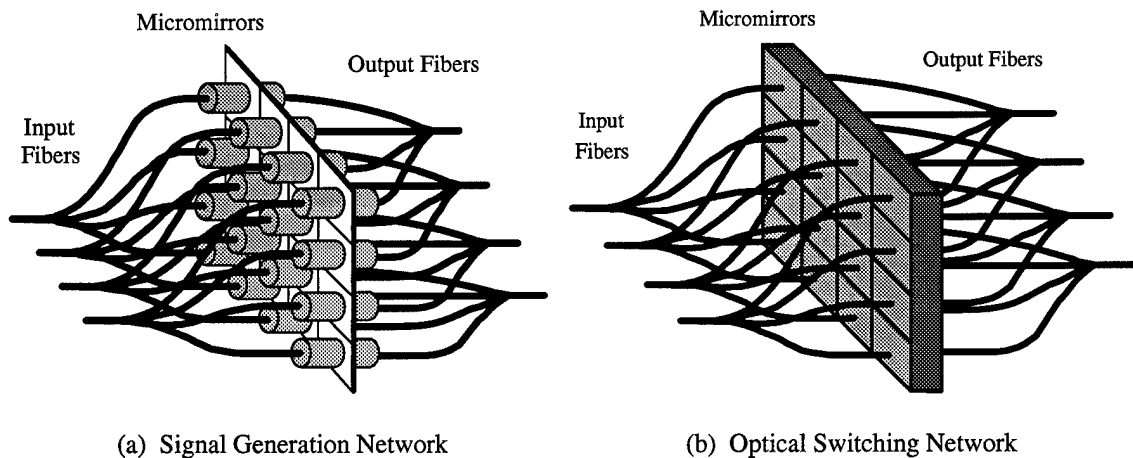 Micromirrors
Output Fibers
Input
Fibers
(a) Signal Generation Network
Micromirrors
Output Fibers
Input
Fibers
(b) Optical Switching Network